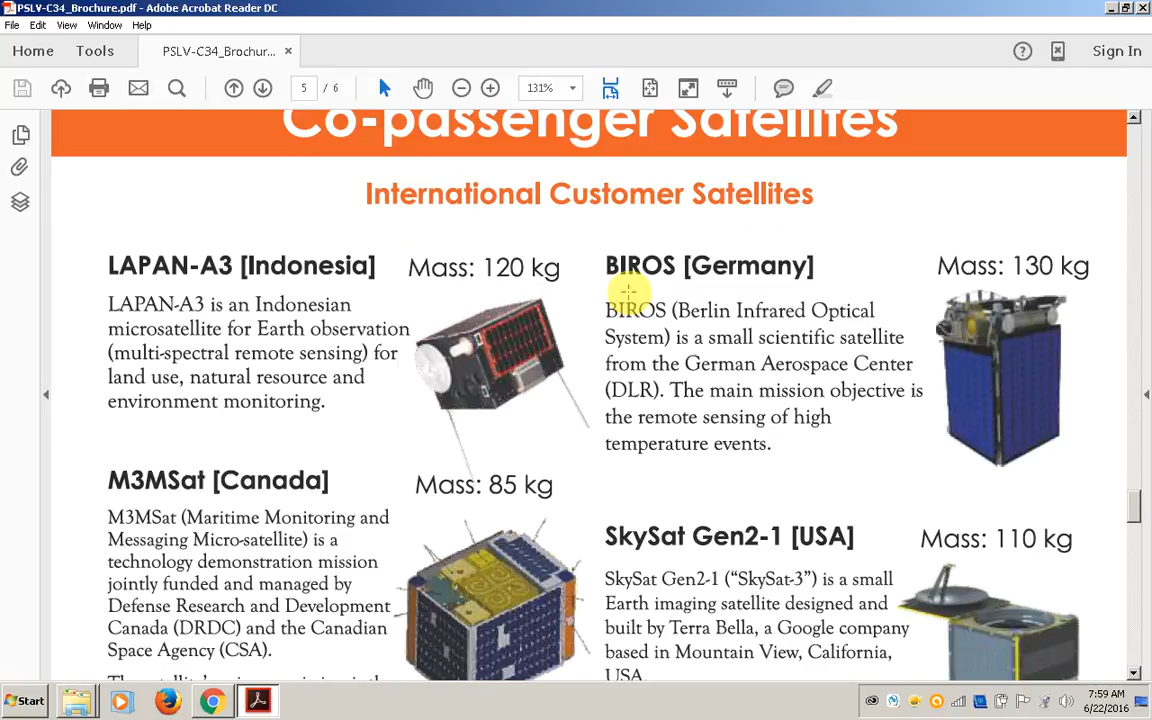 PSLV-C34_Brochure.pdf - Adobe Acrobat Reader DC
File Edit View Window Help
Home Tools PSLV-C34_Brochur... × Sign In
5 / 6 131%
Co-passenger Satellites
International Customer Satellites
LAPAN-A3 [Indonesia] Mass: 120 kg
LAPAN-A3 is an Indonesian
microsatellite for Earth observation
(multi-spectral remote sensing) for
land use, natural resource and
environment monitoring.
BIROS [Germany] Mass: 130 kg
BIROS (Berlin Infrared Optical
System) is a small scientific satellite
from the German Aerospace Center
(DLR). The main mission objective is
the remote sensing of high
temperature events.
M3MSat [Canada] Mass: 85 kg
M3MSat (Maritime Monitoring and
Messaging Micro-satellite) is a
technology demonstration mission
jointly funded and managed by
Defense Research and Development
Canada (DRDC) and the Canadian
Space Agency (CSA).
SkySat Gen2-1 [USA] Mass: 110 kg
SkySat Gen2-1 (“SkySat-3”) is a small
Earth imaging satellite designed and
built by Terra Bella, a Google company
based in Mountain View, California,
USA.
Start
7:59 AM
6/22/2016